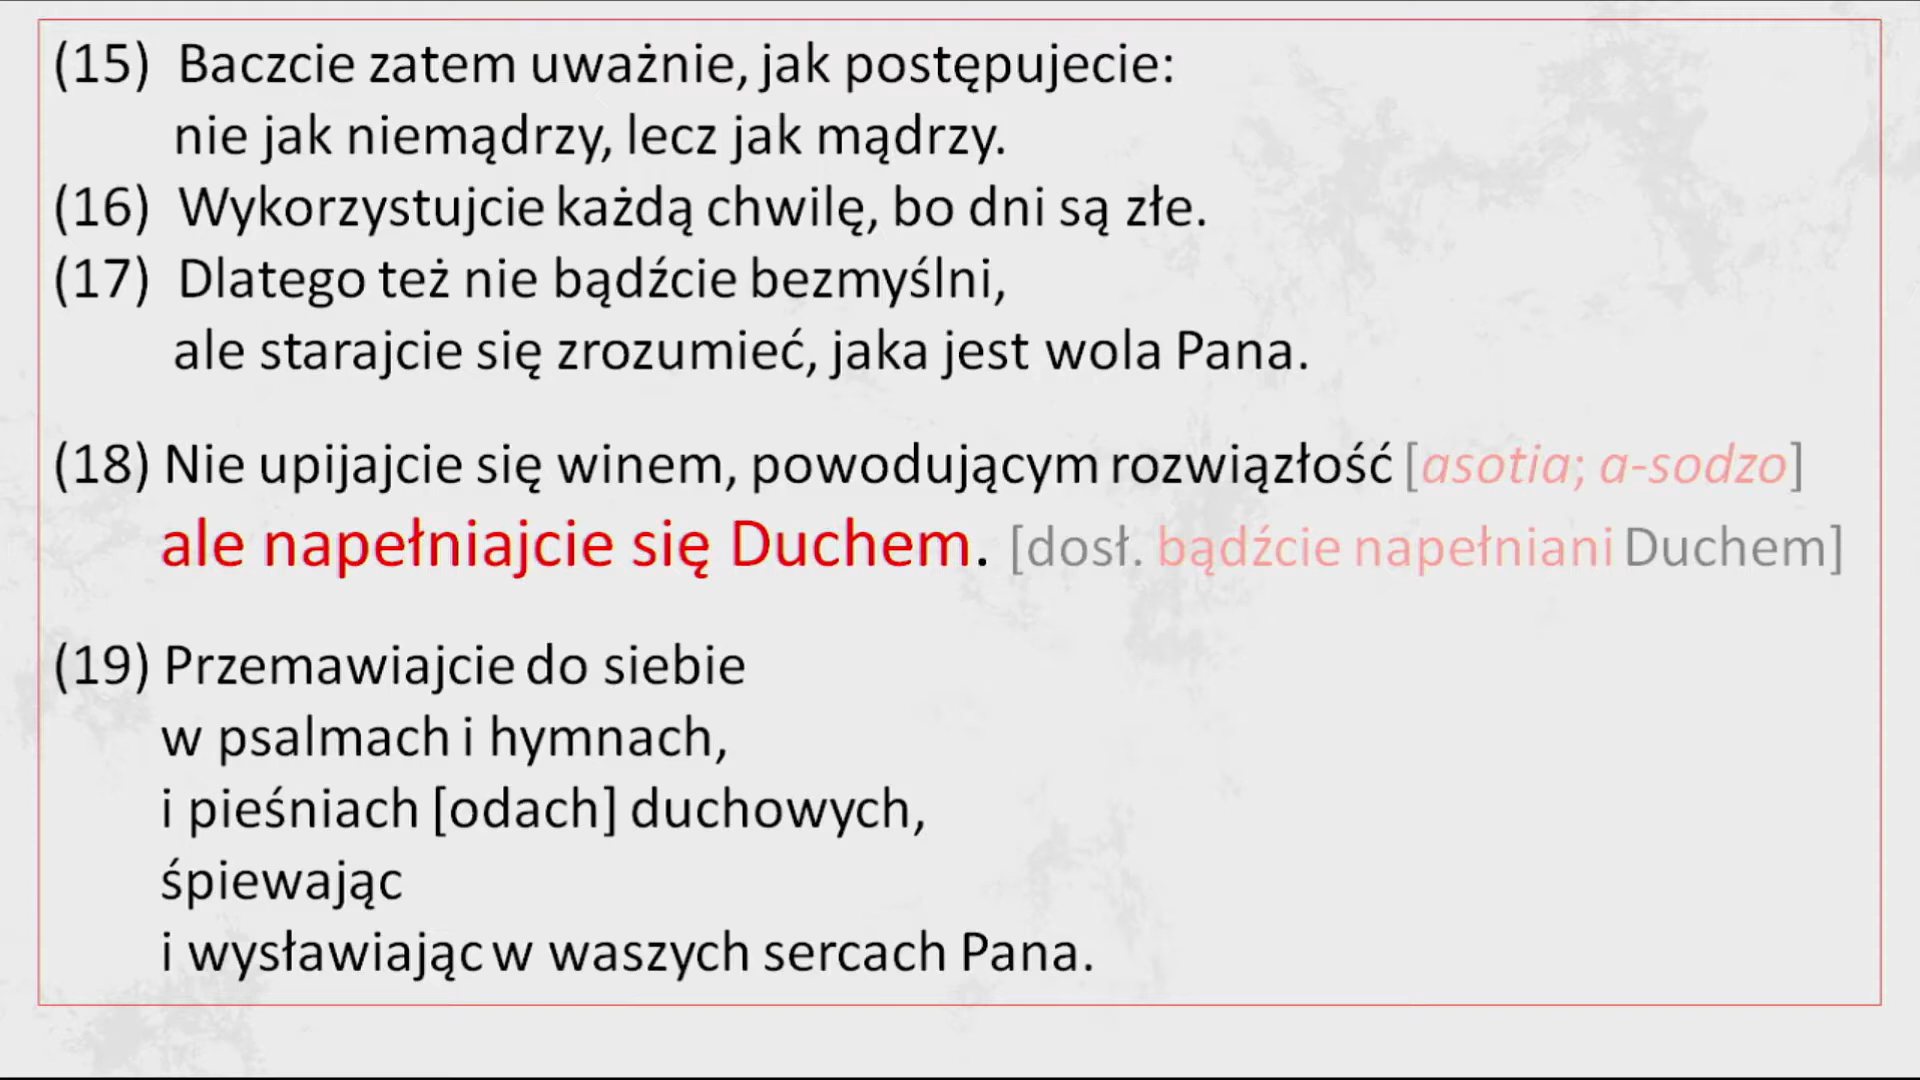 (15) Baczcie zatem uważnie, jak postępujecie:
nie jak niemądrzy, lecz jak mądrzy.
(16) Wykorzystujcie każdą chwilę, bo dni są złe.
(17) Dlatego też nie bądźcie bezmyślni,
ale starajcie się zrozumieć, jaka jest wola Pana.
(18) Nie upijajcie się winem, powodującym rozwiązłość [asotia; a-sodzo]
ale napełniajcie się Duchem. [dosł. bądźcie napełniani Duchem]
(19) Przemawiajcie do siebie
w psalmach i hymnach,
i pieśniach [odach] duchowych,
śpiewając
i wysławiając w waszych sercach Pana.